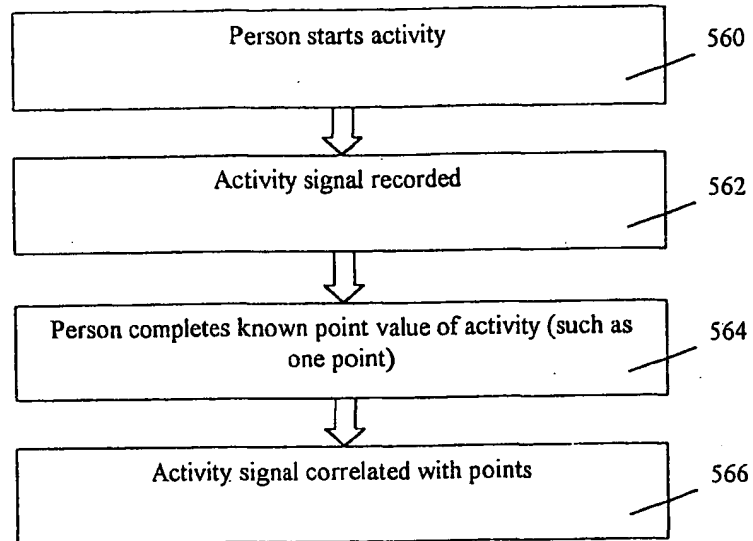 Person starts activity
560
Activity signal recorded
562
Person completes known point value of activity (such as
one point)
564
Activity signal correlated with points
566